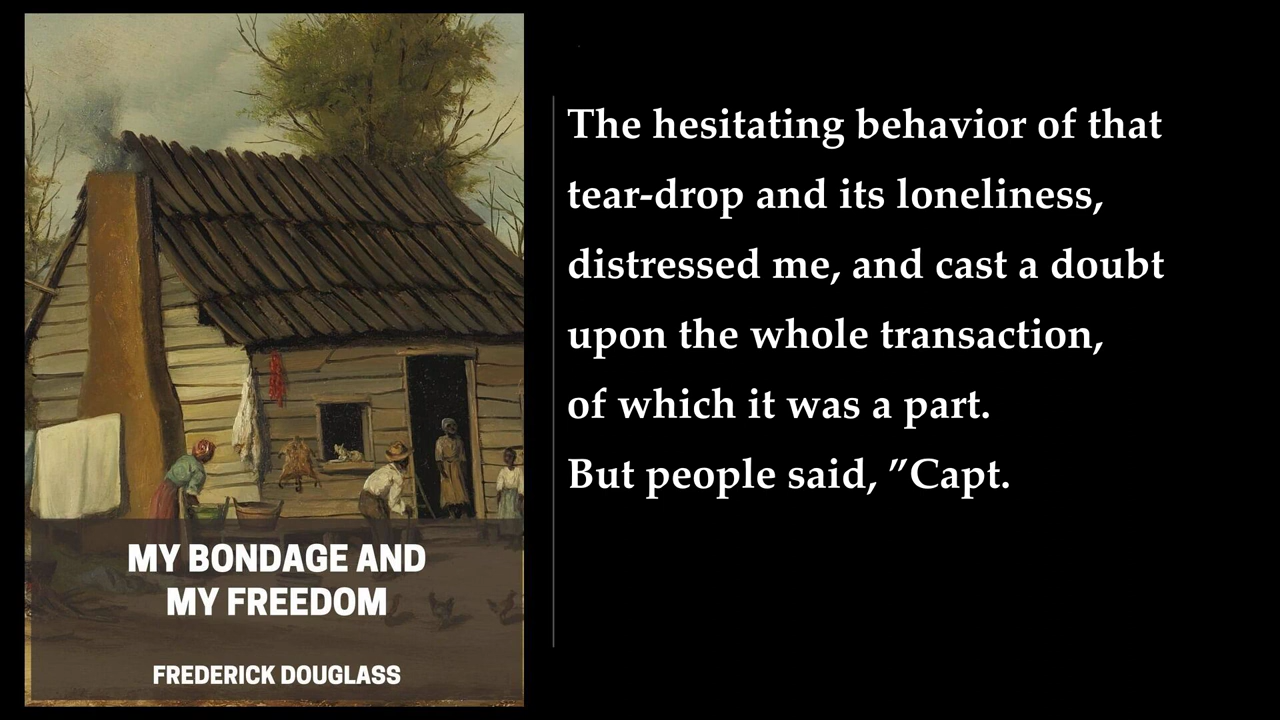 The hesitating behavior of that
tear-drop and its loneliness,
distressed me, and cast a doubt
upon the whole transaction,
of which it was a part.
But people said, ”Capt.
MY BONDAGE AND
MY FREEDOM
FREDERICK DOUGLASS